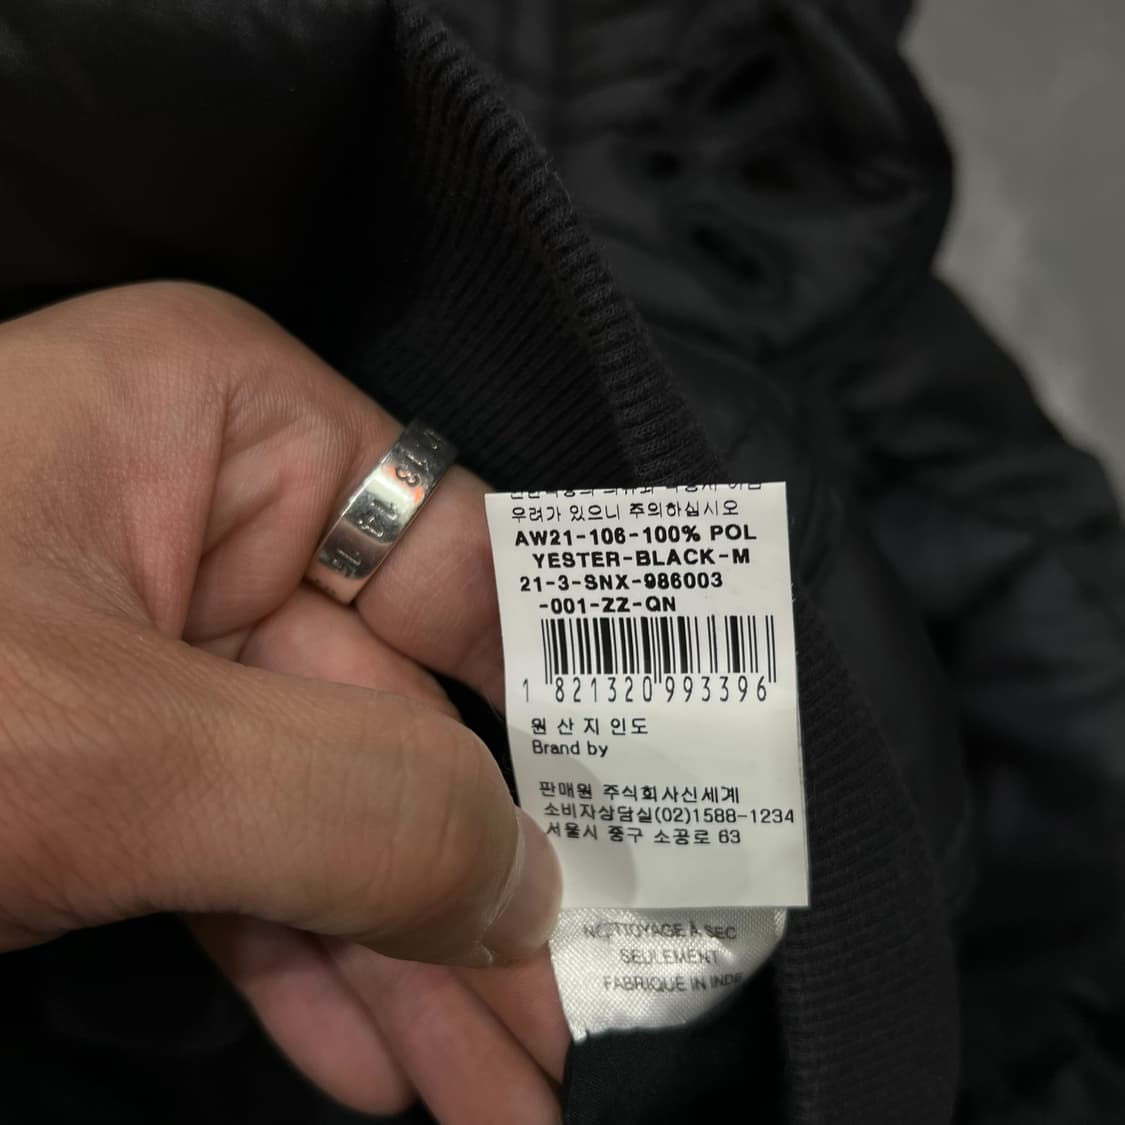 우려가 있으니 주의하십시오
AW21-106-100% POL
YESTER-BLACK-M
21-3-SNX-986003
-001-ZZ-QN
1 821320 993396
원 산 지 인도
Brand by
판매원 주식회사신세계
소비자상담실(02)1588-1234
서울시 중구 소공로 63
NETTOYAGE À SEC
SEULEMENT
FABRIQUE IN INDE